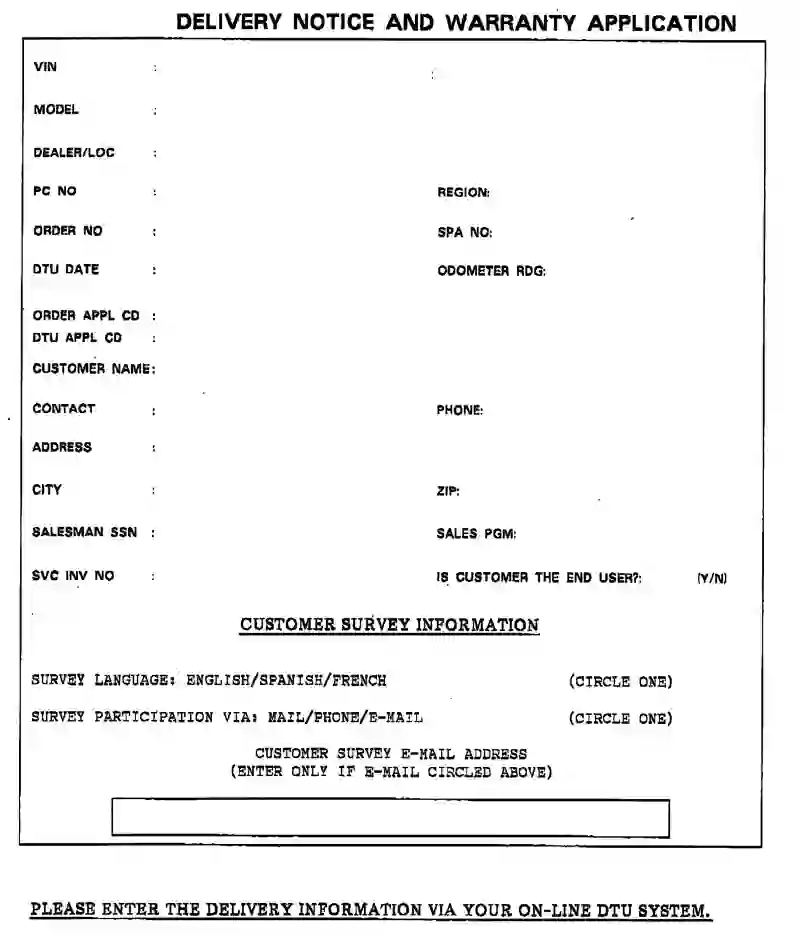 DELIVERY NOTICE AND WARRANTY APPLICATION
VIN :
MODEL :
DEALER/LOC :
PC NO : REGION:
ORDER NO : SPA NO:
DTU DATE : ODOMETER RDG:
ORDER APPL CD :
DTU APPL CD :
CUSTOMER NAME:
CONTACT : PHONE:
ADDRESS :
CITY : ZIP:
SALESMAN SSN : SALES PGM:
SVC INV NO : IS CUSTOMER THE END USER?: (Y/N)
CUSTOMER SURVEY INFORMATION
SURVEY LANGUAGE: ENGLISH/SPANISH/FRENCH (CIRCLE ONE)
SURVEY PARTICIPATION VIA: MAIL/PHONE/E-MAIL (CIRCLE ONE)
CUSTOMER SURVEY E-MAIL ADDRESS
(ENTER ONLY IF E-MAIL CIRCLED ABOVE)
PLEASE ENTER THE DELIVERY INFORMATION VIA YOUR ON-LINE DTU SYSTEM.